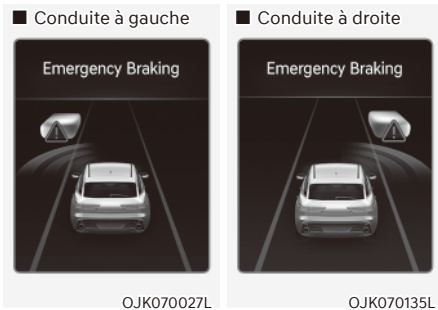 ■ Conduite à gauche
Emergency Braking
OJK070027L
■ Conduite à droite
Emergency Braking
OJK070135L